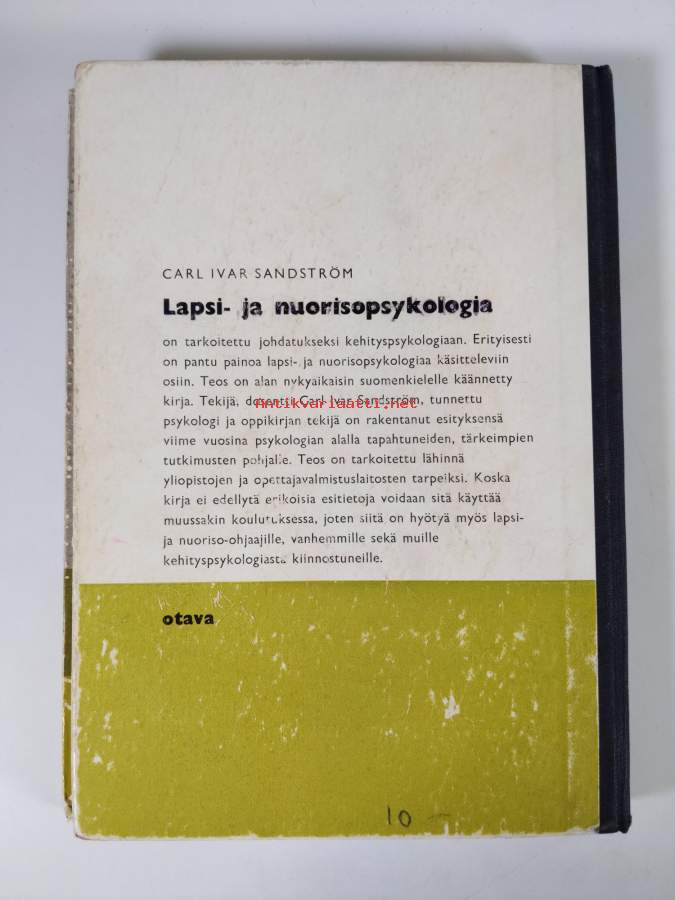 CARL IVAR SANDSTRÖM
Lapsi- ja nuorisopsykologia
on tarkoitettu johdatukseksi kehityspsykologiaan. Erityisesti
on pantu painoa lapsi- ja nuorisopsykologiaa käsitteleviin
osiin. Teos on alan nykyaikaisin suomenkielelle käännetty
kirja. Tekijä, dosentti Carl Ivar Sandström, tunnettu
antikvariaatti.net
psykologi ja oppikirjan tekijä on rakentanut esityksensä
viime vuosina psykologian alalla tapahtuneiden, tärkeimpien
tutkimusten pohjalle. Teos on tarkoitettu lähinnä
yliopistojen ja opettajavalmistuslaitosten tarpeiksi. Koska
kirja ei edellytä erikoisia esitietoja voidaan sitä käyttää
muussakin koulutuksessa, joten siitä on hyötyä myös lapsi-
ja nuoriso-ohjaajille, vanhemmille sekä muille
kehityspsykologiasta kiinnostuneille.
otava
10 –